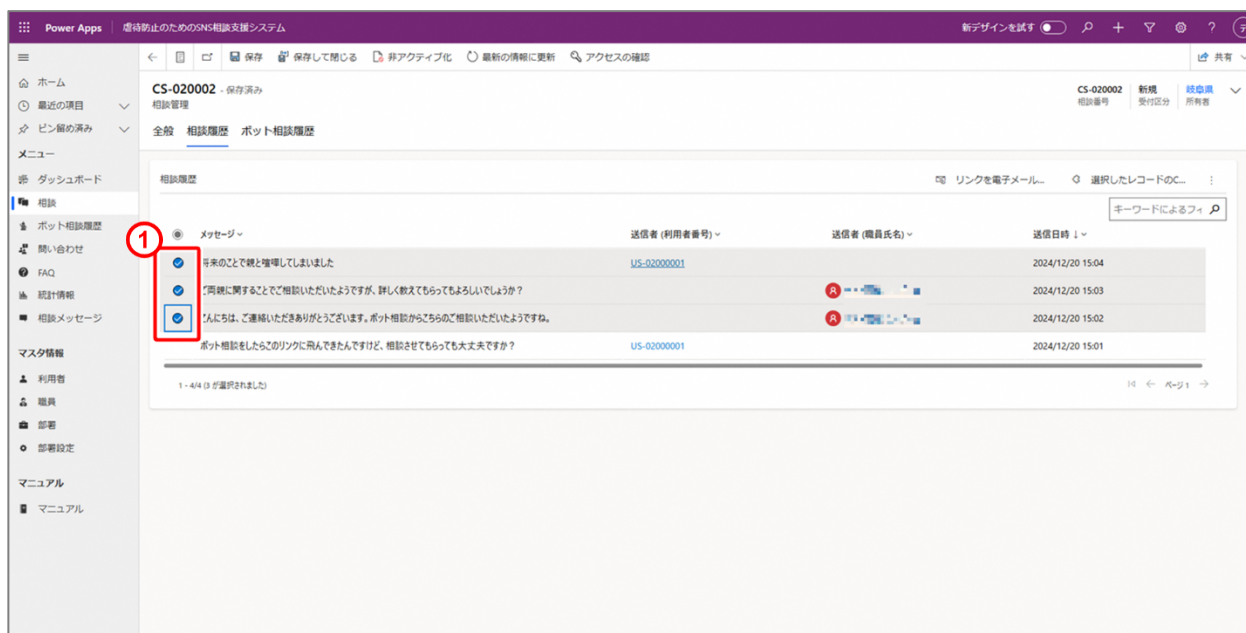 Power Apps 虐待防止のためのSNS相談支援システム 新デザインを試す
保存 保存して閉じる 非アクティブ化 最新の情報に更新 アクセスの確認 共有
ホーム
最近の項目
ピン留め済み
メニュー
ダッシュボード
相談
ボット相談履歴
問い合わせ
FAQ
統計情報
相談メッセージ
マスタ情報
利用者
職員
部署
部署設定
マニュアル
マニュアル
CS-020002 - 保存済み
相談管理
CS-020002 新規 岐阜県
相談番号 受付区分 所有者
全般 相談履歴 ボット相談履歴
相談履歴 リンクを電子メール... 選択したレコードのC...
キーワードによるフィ
1
メッセージ 送信者 (利用者番号) 送信者 (職員氏名) 送信日時 ↓
将来のことで親と喧嘩してしまいました US-02000001 2024/12/20 15:04
ご両親に関することでご相談いただいたようですが、詳しく教えてもらってもよろしいでしょうか? 2024/12/20 15:03
こんにちは、ご連絡いただきありがとうございます。ボット相談からこちらのご相談いただいたようですね。 2024/12/20 15:02
ボット相談をしたらこのリンクに飛んできたんですけど、相談させてもらっても大丈夫ですか? US-02000001 2024/12/20 15:01
1 - 4/4 (3 が選択されました) ページ 1